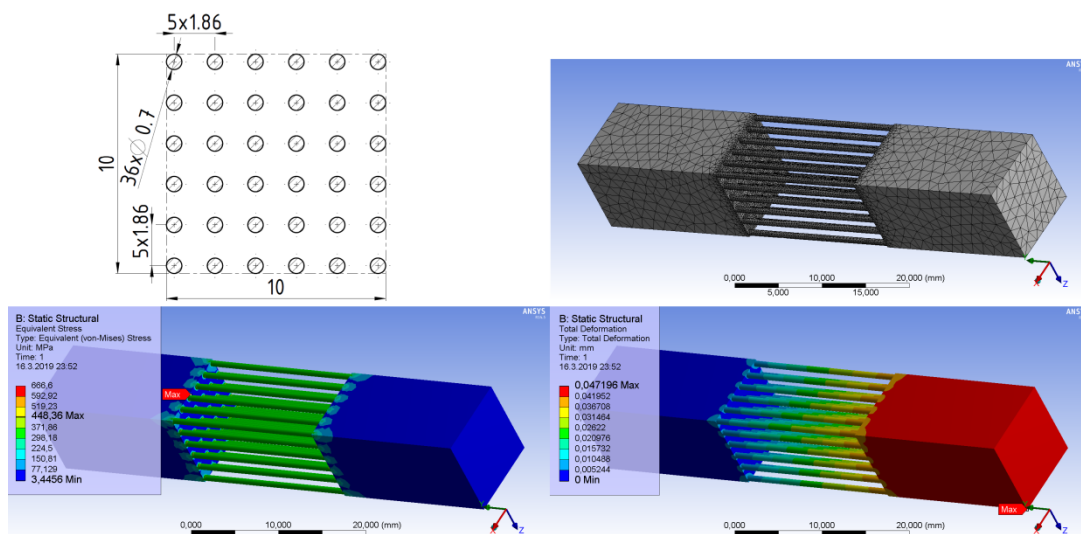 5x1.86
10
36x∅ 0.7
5x1.86
10
ANSYS
0,000 10,000 20,000 (mm)
5,000 15,000
X Z
B: Static Structural
Equivalent Stress
Type: Equivalent (von-Mises) Stress
Unit: MPa
Time: 1
16.3.2019 23:52
666,6
592,92
519,23
448,36 Max
371,86
298,18
224,5
150,81
77,129
3,4456 Min
Max
ANSYS
0,000 10,000 20,000 (mm)
X Z
B: Static Structural
Total Deformation
Type: Total Deformation
Unit: mm
Time: 1
16.3.2019 23:52
0,047196 Max
0,041952
0,036708
0,031464
0,02622
0,020976
0,015732
0,010488
0,005244
0 Min
Max
0,000 10,000 20,000 (mm)
X Z